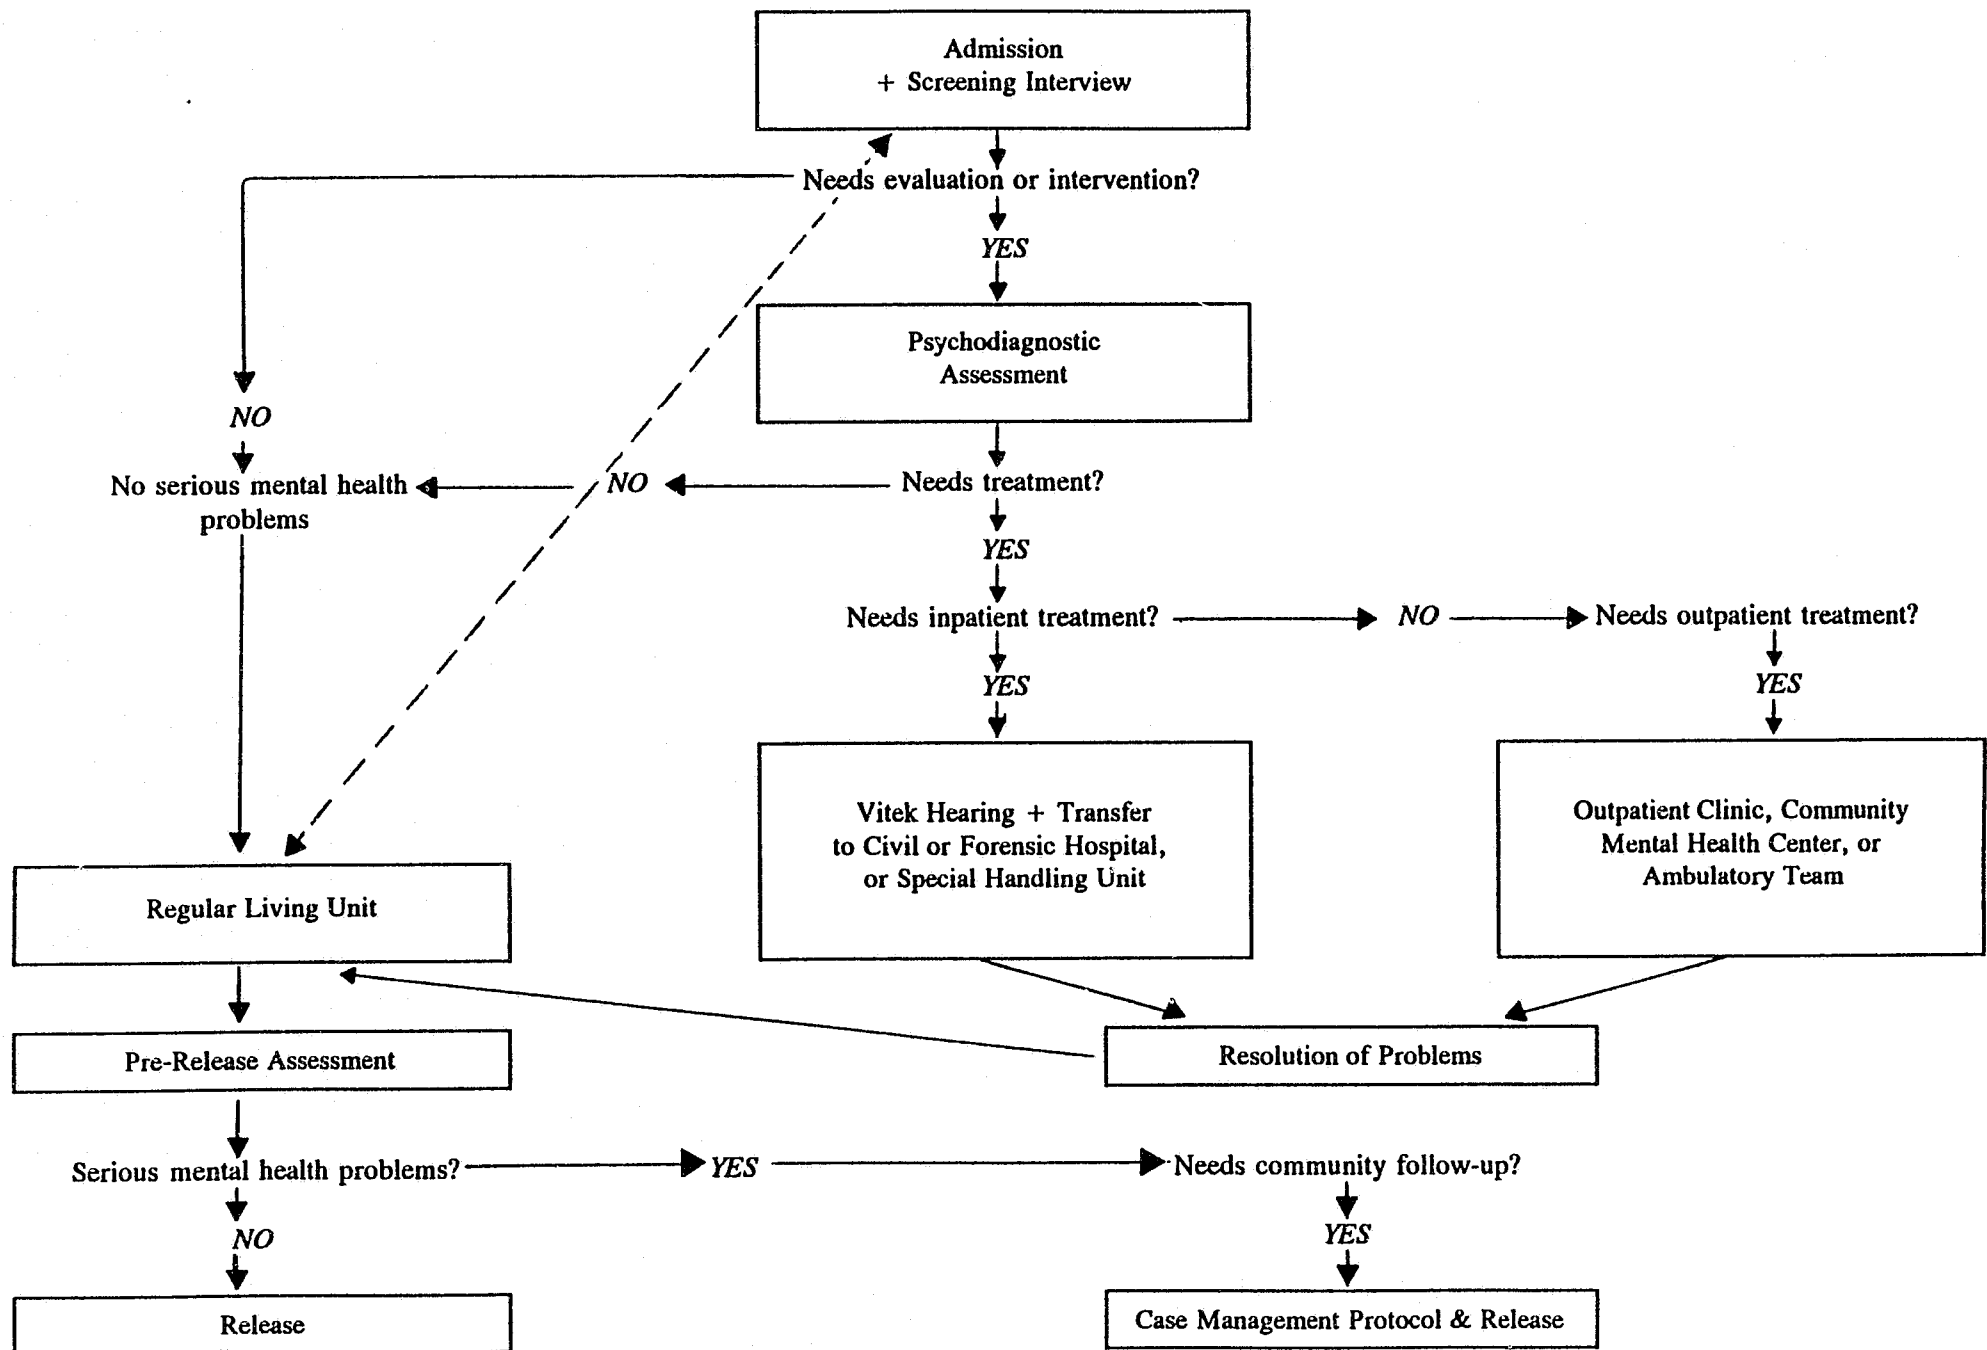 Admission
+ Screening Interview
Needs evaluation or intervention?
YES
Psychodiagnostic
Assessment
NO
No serious mental health
problems
NO
Needs treatment?
YES
Needs inpatient treatment?
NO
Needs outpatient treatment?
YES
YES
Vitek Hearing + Transfer
to Civil or Forensic Hospital,
or Special Handling Unit
Outpatient Clinic, Community
Mental Health Center, or
Ambulatory Team
Regular Living Unit
Pre-Release Assessment
Resolution of Problems
Serious mental health problems?
YES
Needs community follow-up?
NO
YES
Release
Case Management Protocol & Release